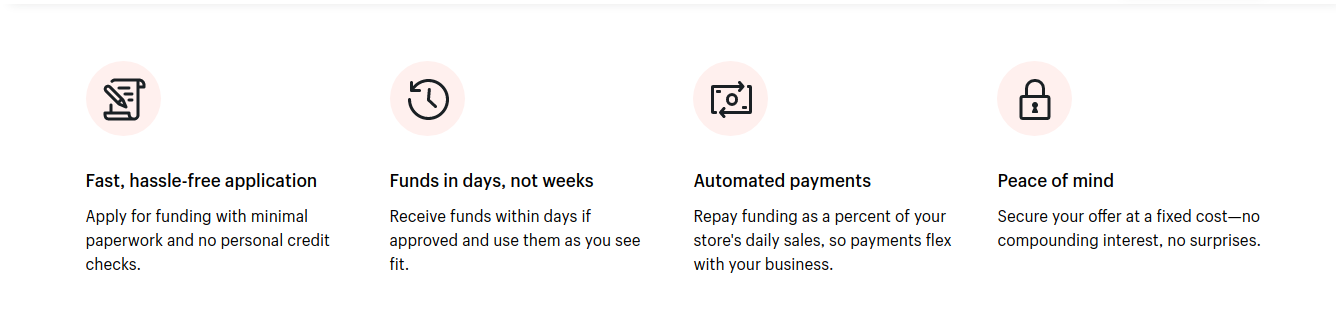 Fast, hassle-free application
Apply for funding with minimal
paperwork and no personal credit
checks.
Funds in days, not weeks
Receive funds within days if
approved and use them as you see
fit.
Automated payments
Repay funding as a percent of your
store's daily sales, so payments flex
with your business.
Peace of mind
Secure your offer at a fixed cost—no
compounding interest, no surprises.